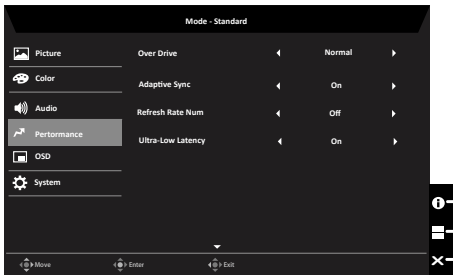 Mode - Standard
Picture
Over Drive Normal
Color
Adaptive Sync On
Audio
Refresh Rate Num Off
Pertormance
Ultra-Low Latency On
OSD
System
Move Enter Exit